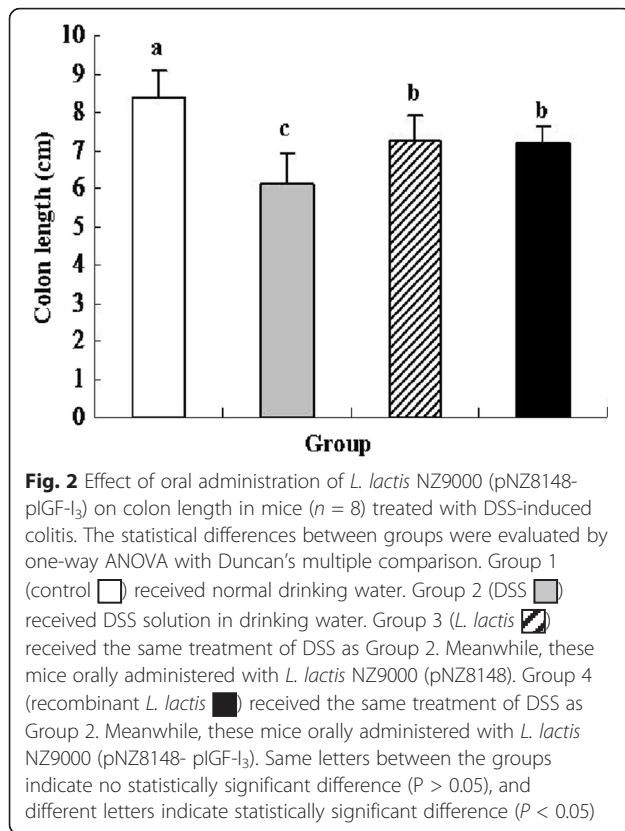 10
9
8
7
6
5
4
3
2
1
0
Colon length (cm)
a
c
b
b
Group
Fig. 2 Effect of oral administration of L. lactis NZ9000 (pNZ8148-
pIGF-I₃) on colon length in mice (n = 8) treated with DSS-induced
colitis. The statistical differences between groups were evaluated by
one-way ANOVA with Duncan's multiple comparison. Group 1
(control ) received normal drinking water. Group 2 (DSS )
received DSS solution in drinking water. Group 3 (L. lactis )
received the same treatment of DSS as Group 2. Meanwhile, these
mice orally administered with L. lactis NZ9000 (pNZ8148). Group 4
(recombinant L. lactis ) received the same treatment of DSS as
Group 2. Meanwhile, these mice orally administered with L. lactis
NZ9000 (pNZ8148- pIGF-I₃). Same letters between the groups
indicate no statistically significant difference (P > 0.05), and
different letters indicate statistically significant difference (P < 0.05)